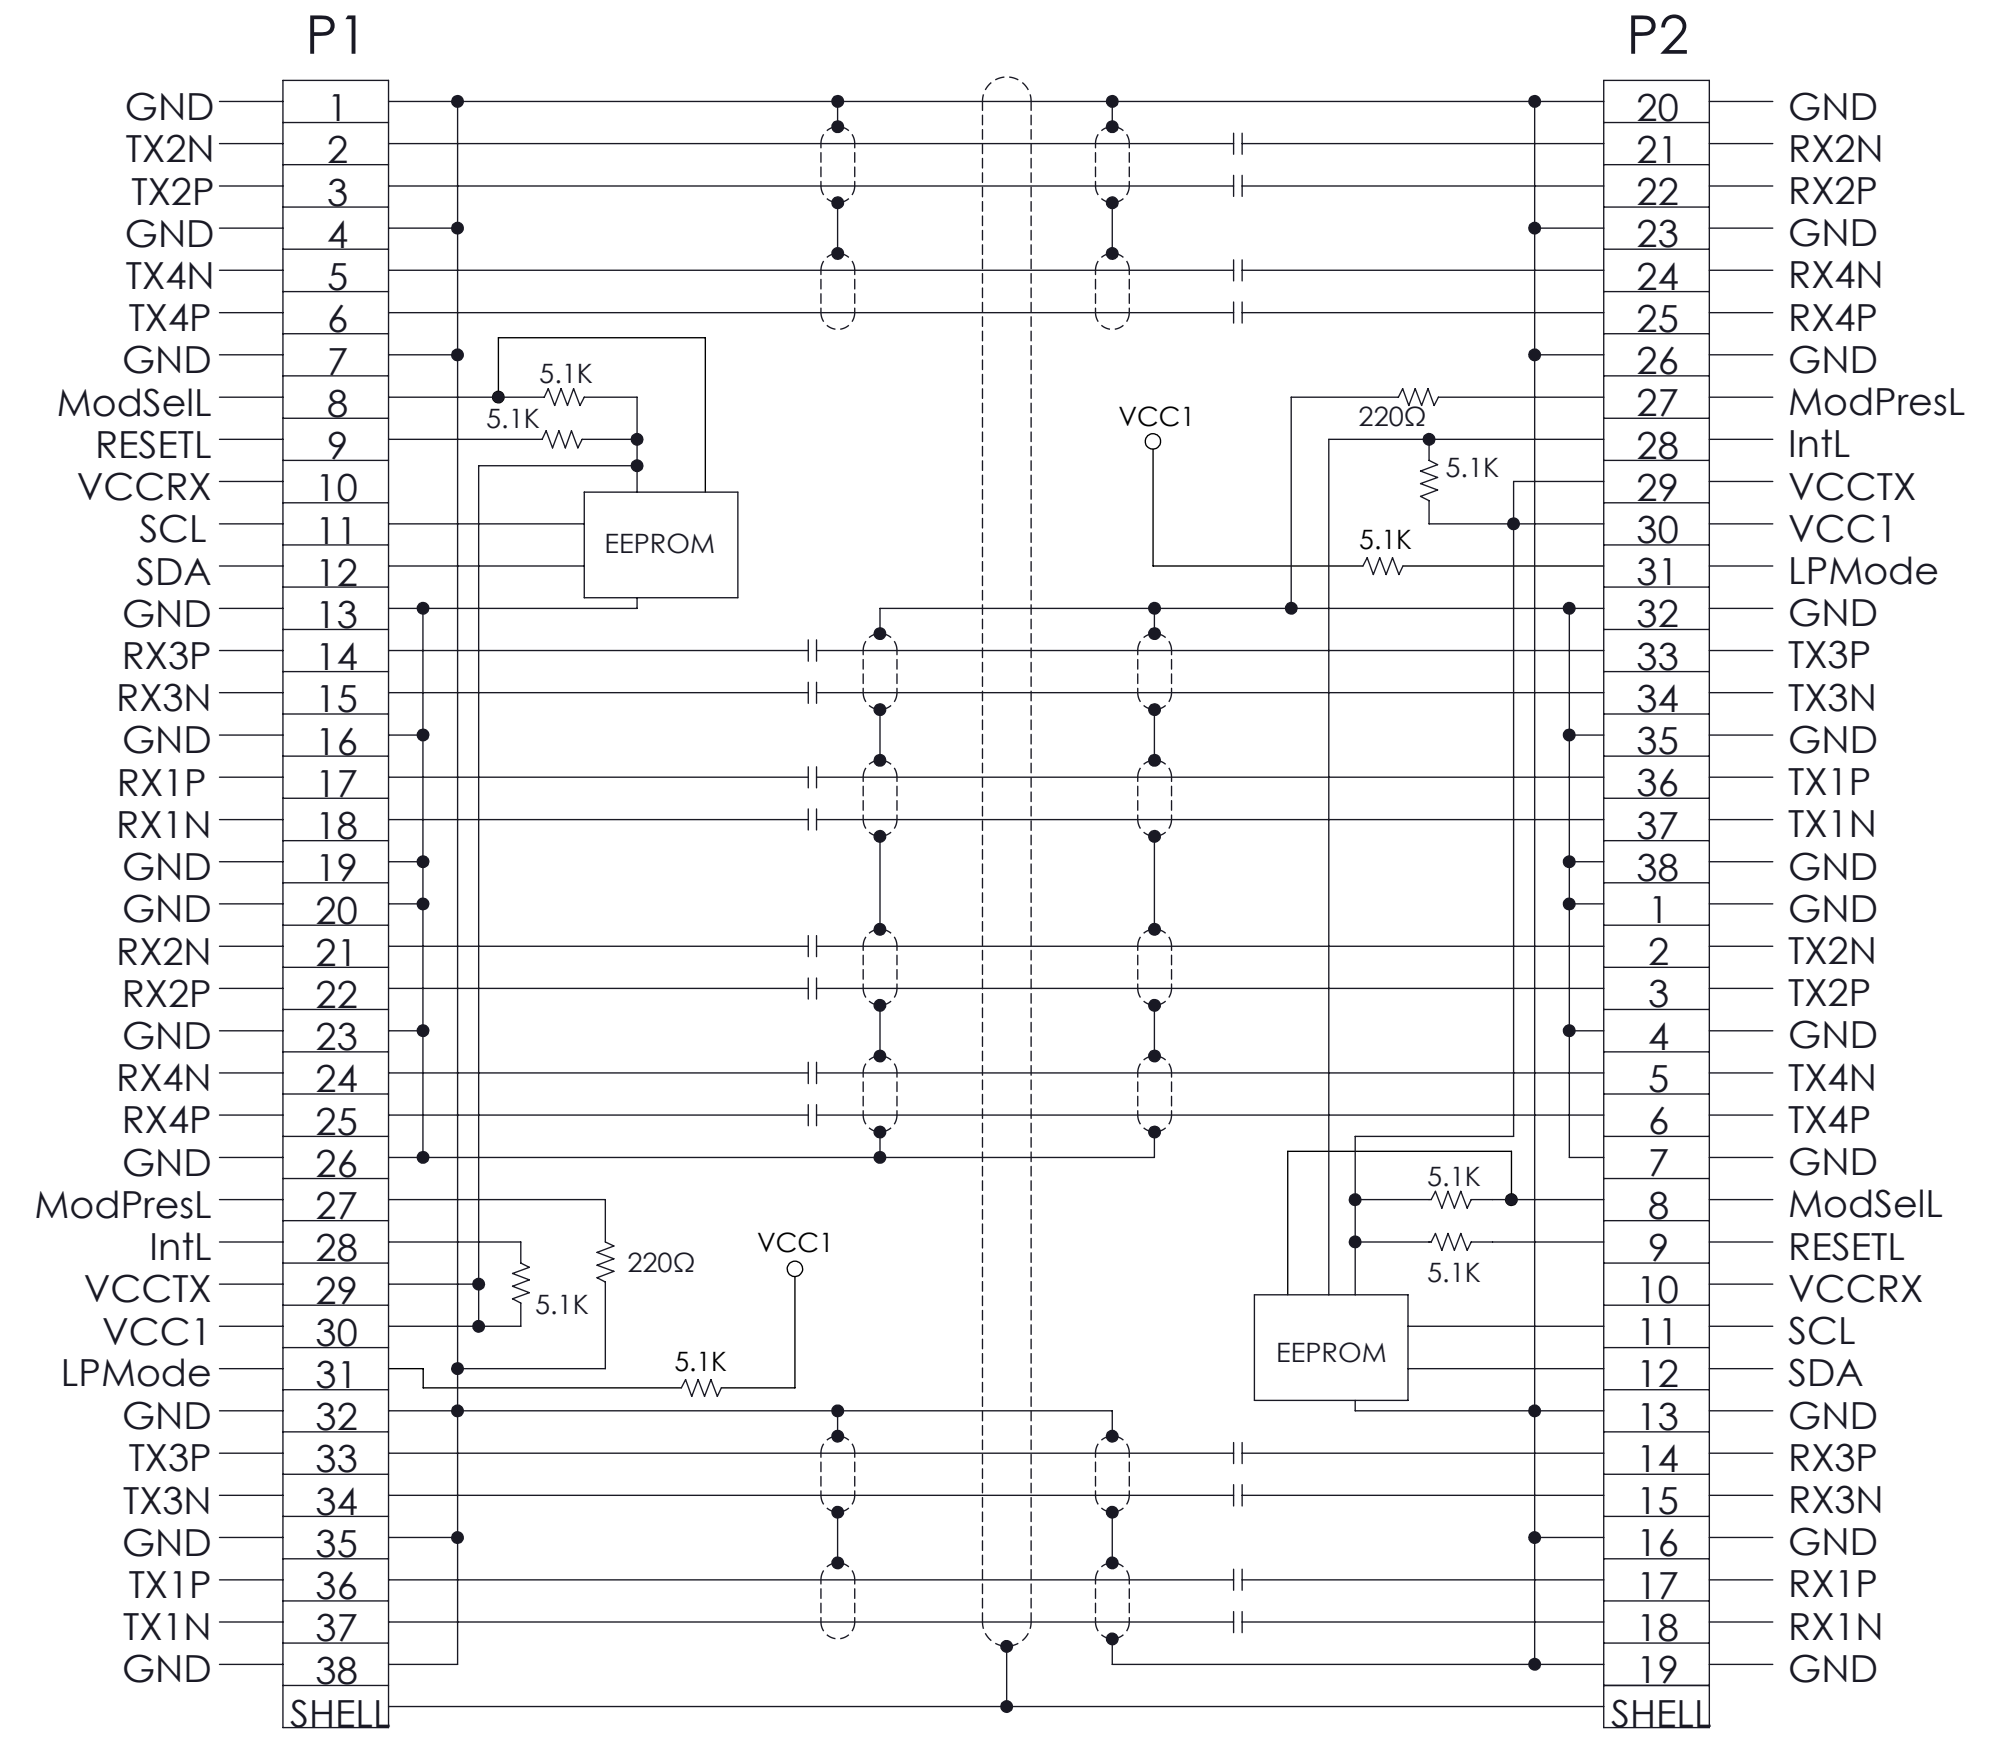 P1 P2
GND 1 20 GND
TX2N 2 21 RX2N
TX2P 3 22 RX2P
GND 4 23 GND
TX4N 5 24 RX4N
TX4P 6 25 RX4P
GND 7 26 GND
5.1K
ModSelL 8 27 ModPresL
5.1K VCC1 220Ω
RESETL 9 28 IntL
5.1K
VCCRX 10 29 VCCTX
SCL 11 30 VCC1
EEPROM 5.1K
SDA 12 31 LPMode
GND 13 32 GND
RX3P 14 33 TX3P
RX3N 15 34 TX3N
GND 16 35 GND
RX1P 17 36 TX1P
RX1N 18 37 TX1N
GND 19 38 GND
GND 20 1 GND
RX2N 21 2 TX2N
RX2P 22 3 TX2P
GND 23 4 GND
RX4N 24 5 TX4N
RX4P 25 6 TX4P
GND 26 7 GND
5.1K
ModPresL 27 8 ModSelL
IntL 28 VCC1 9 RESETL
220Ω 5.1K
VCCTX 29 10 VCCRX
5.1K
VCC1 30 11 SCL
5.1K EEPROM
LPMode 31 12 SDA
GND 32 13 GND
TX3P 33 14 RX3P
TX3N 34 15 RX3N
GND 35 16 GND
TX1P 36 17 RX1P
TX1N 37 18 RX1N
GND 38 19 GND
SHELL SHELL